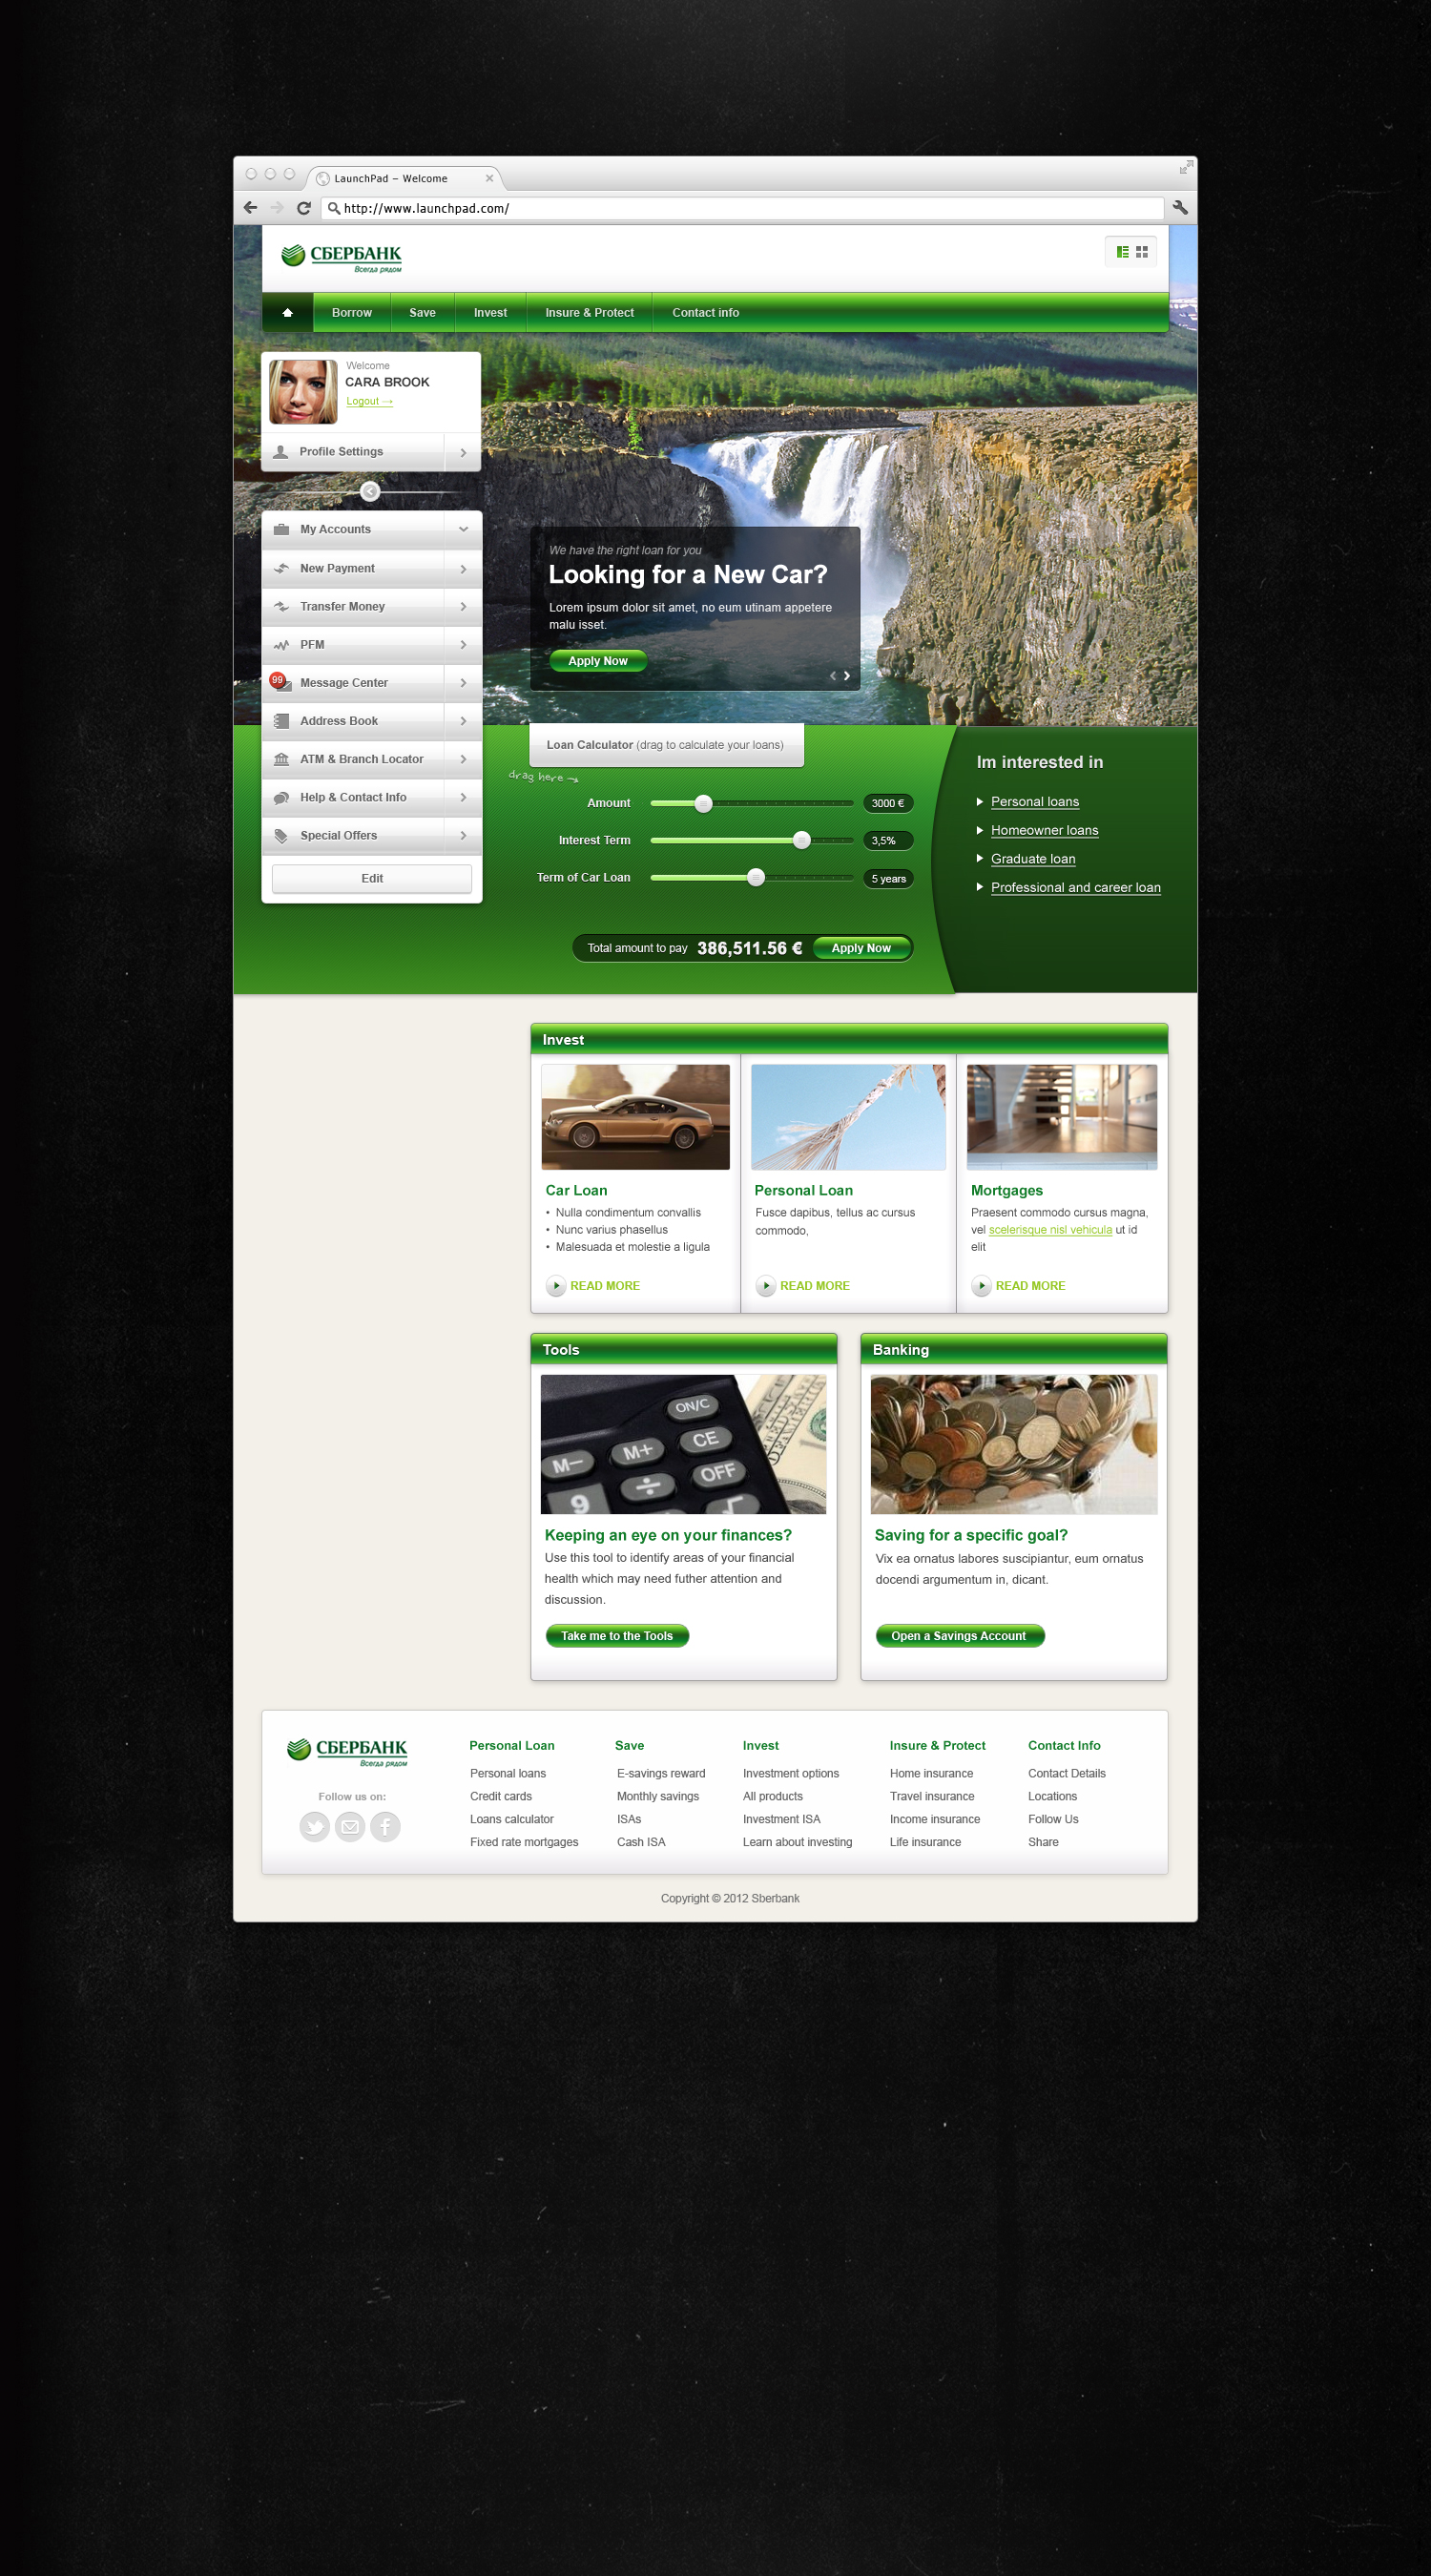 LaunchPad – Welcome
http://www.launchpad.com/
СБЕРБАНК
Всегда рядом
Borrow
Save
Invest
Insure & Protect
Contact info
Welcome
CARA BROOK
Logout →
Profile Settings
My Accounts
New Payment
Transfer Money
PFM
99
Message Center
Address Book
ATM & Branch Locator
Help & Contact Info
Special Offers
Edit
We have the right loan for you
Looking for a New Car?
Lorem ipsum dolor sit amet, no eum utinam appetere
malu isset.
Apply Now
Loan Calculator (drag to calculate your loans)
drag here →
Amount
3000 €
Interest Term
3,5%
Term of Car Loan
5 years
Total amount to pay 386,511.56 € Apply Now
Im interested in
Personal loans
Homeowner loans
Graduate loan
Professional and career loan
Invest
Car Loan
• Nulla condimentum convallis
• Nunc varius phasellus
• Malesuada et molestie a ligula
READ MORE
Personal Loan
Fusce dapibus, tellus ac cursus
commodo,
READ MORE
Mortgages
Praesent commodo cursus magna,
vel scelerisque nisl vehicula ut id
elit
READ MORE
Tools
ON/C
M− M+ CE
÷ OFF
9 √
Keeping an eye on your finances?
Use this tool to identify areas of your financial
health which may need futher attention and
discussion.
Take me to the Tools
Banking
Saving for a specific goal?
Vix ea ornatus labores suscipiantur, eum ornatus
docendi argumentum in, dicant.
Open a Savings Account
СБЕРБАНК
Всегда рядом
Follow us on:
Personal Loan
Personal loans
Credit cards
Loans calculator
Fixed rate mortgages
Save
E-savings reward
Monthly savings
ISAs
Cash ISA
Invest
Investment options
All products
Investment ISA
Learn about investing
Insure & Protect
Home insurance
Travel insurance
Income insurance
Life insurance
Contact Info
Contact Details
Locations
Follow Us
Share
Copyright © 2012 Sberbank